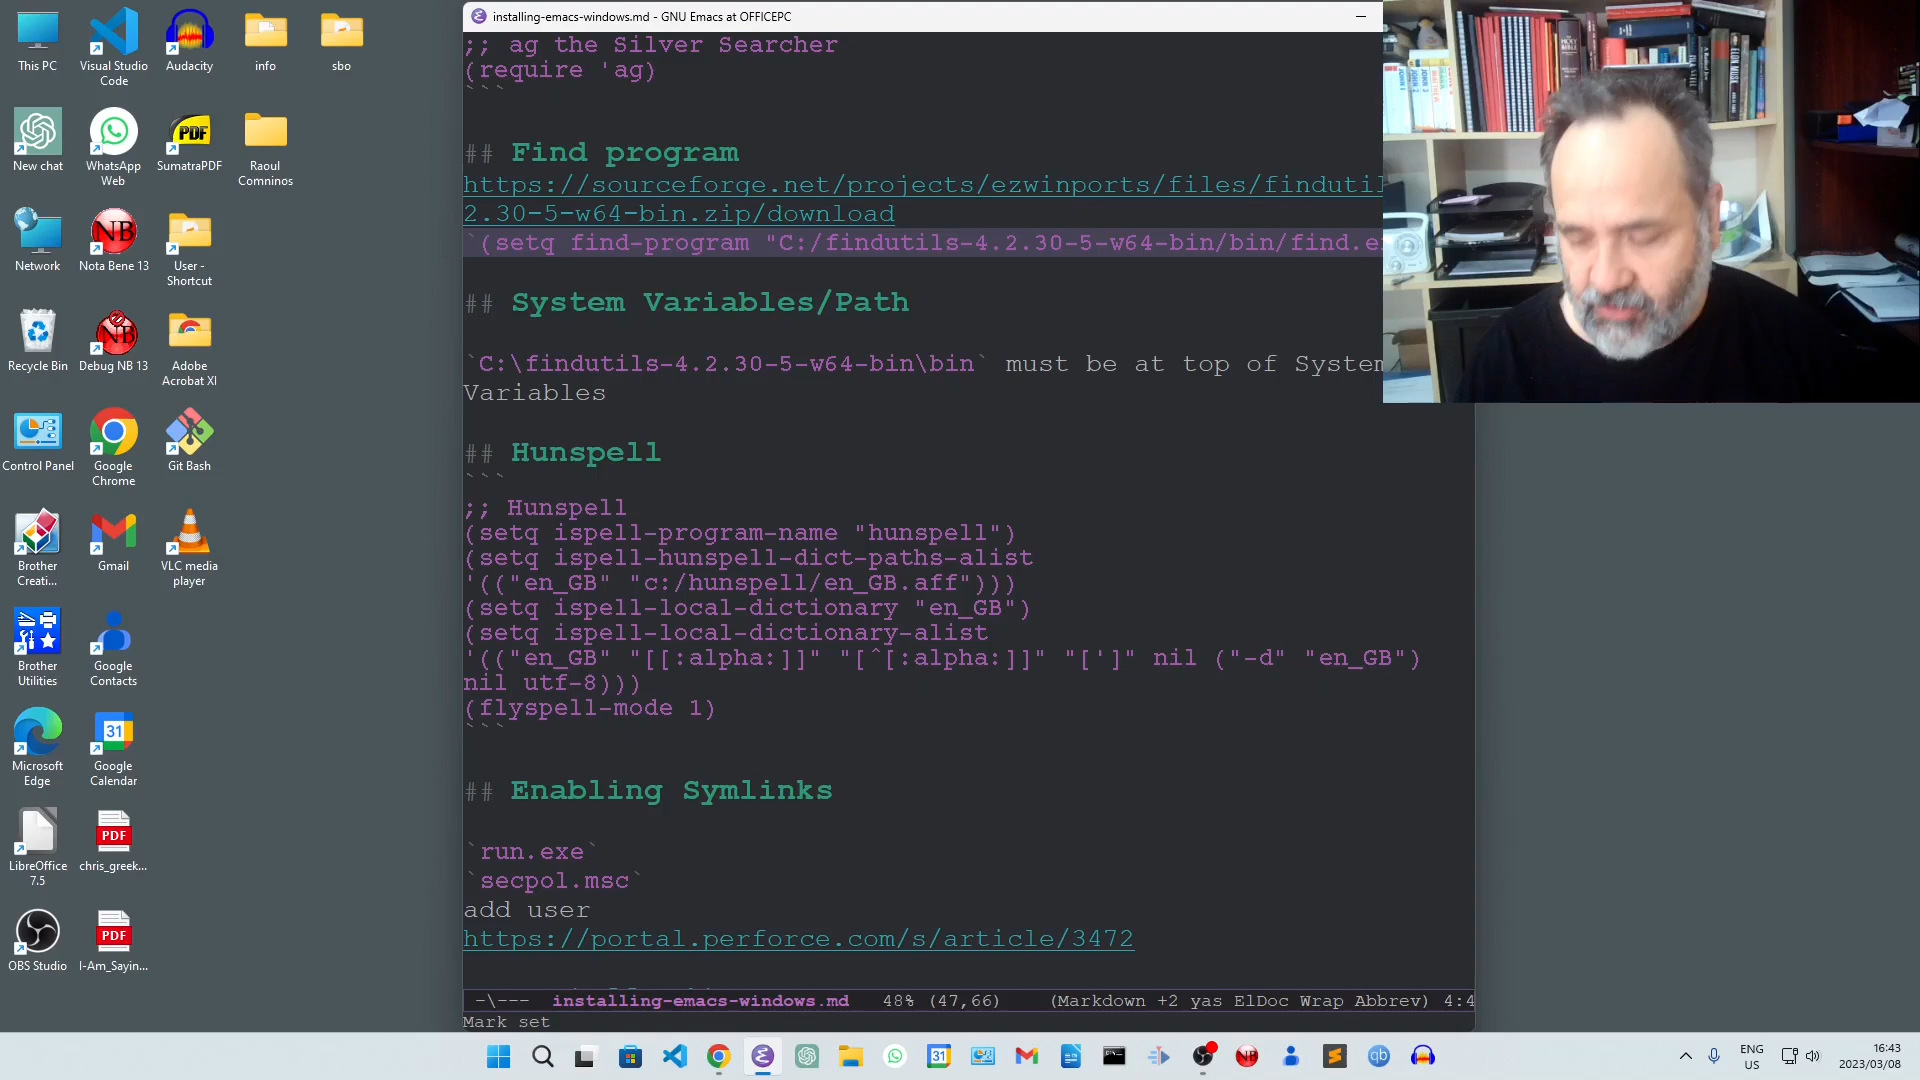 This PC
Visual Studio
Code
Audacity
info
sbo
New chat
WhatsApp
Web
PDF
SumatraPDF
Raoul
Comninos
Network
NB
Nota Bene 13
User -
Shortcut
Recycle Bin
NB
Debug NB 13
Adobe
Acrobat XI
Control Panel
Google
Chrome
Git Bash
Brother
Creati...
Gmail
VLC media
player
Brother
Utilities
Google
Contacts
Microsoft
Edge
31
Google
Calendar
LibreOffice
7.5
PDF
chris_greek...
OBS Studio
PDF
I-Am_Sayin...
installing-emacs-windows.md - GNU Emacs at OFFICEPC
;; ag the Silver Searcher
(require 'ag)
```
## Find program
https://sourceforge.net/projects/ezwinports/files/findutil
2.30-5-w64-bin.zip/download
`(setq find-program "C:/findutils-4.2.30-5-w64-bin/bin/find.e
## System Variables/Path
`C:\findutils-4.2.30-5-w64-bin\bin` must be at top of System
Variables
## Hunspell
```
;; Hunspell
(setq ispell-program-name "hunspell")
(setq ispell-hunspell-dict-paths-alist
'(("en_GB" "c:/hunspell/en_GB.aff")))
(setq ispell-local-dictionary "en_GB")
(setq ispell-local-dictionary-alist
'(("en_GB" "[[:alpha:]]" "[^[:alpha:]]" "[']" nil ("-d" "en_GB")
nil utf-8)))
(flyspell-mode 1)
```
## Enabling Symlinks
`run.exe`
`secpol.msc`
add user
https://portal.perforce.com/s/article/3472
-\--- installing-emacs-windows.md 48% (47,66) (Markdown +2 yas ElDoc Wrap Abbrev) 4:4
Mark set
31
NB
qb
ENG
US
16:43
2023/03/08